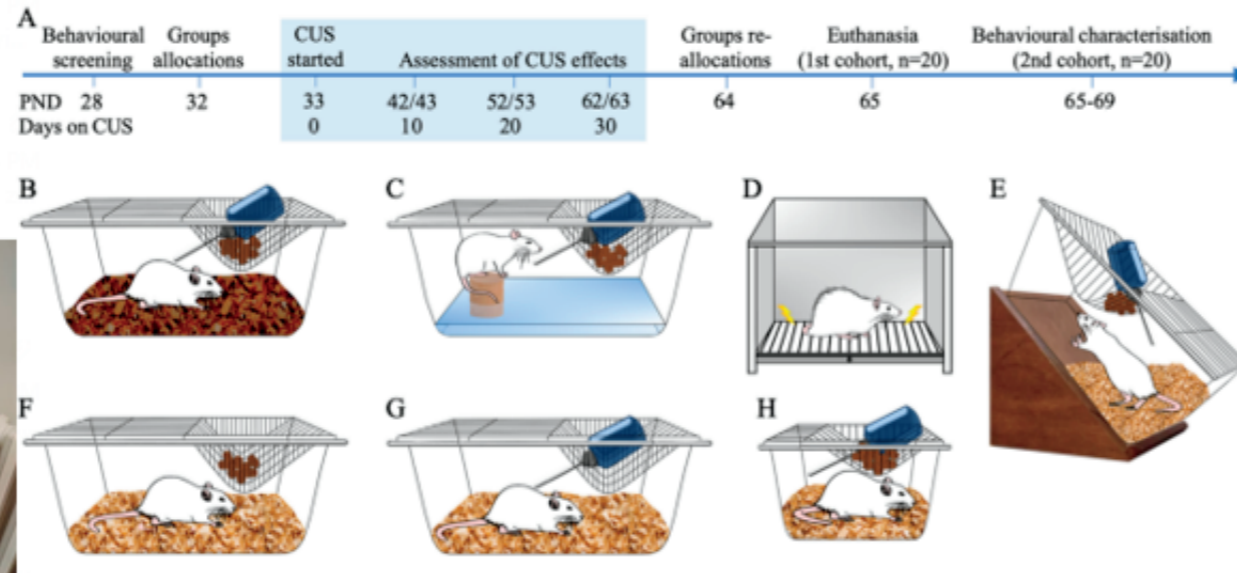 A
Behavioural screening
Groups allocations
CUS started
Assessment of CUS effects
Groups re-allocations
Euthanasia (1st cohort, n=20)
Behavioural characterisation (2nd cohort, n=20)
PND 28 32 33 42/43 52/53 62/63 64 65 65-69
Days on CUS 0 10 20 30
B
C
D
E
F
G
H